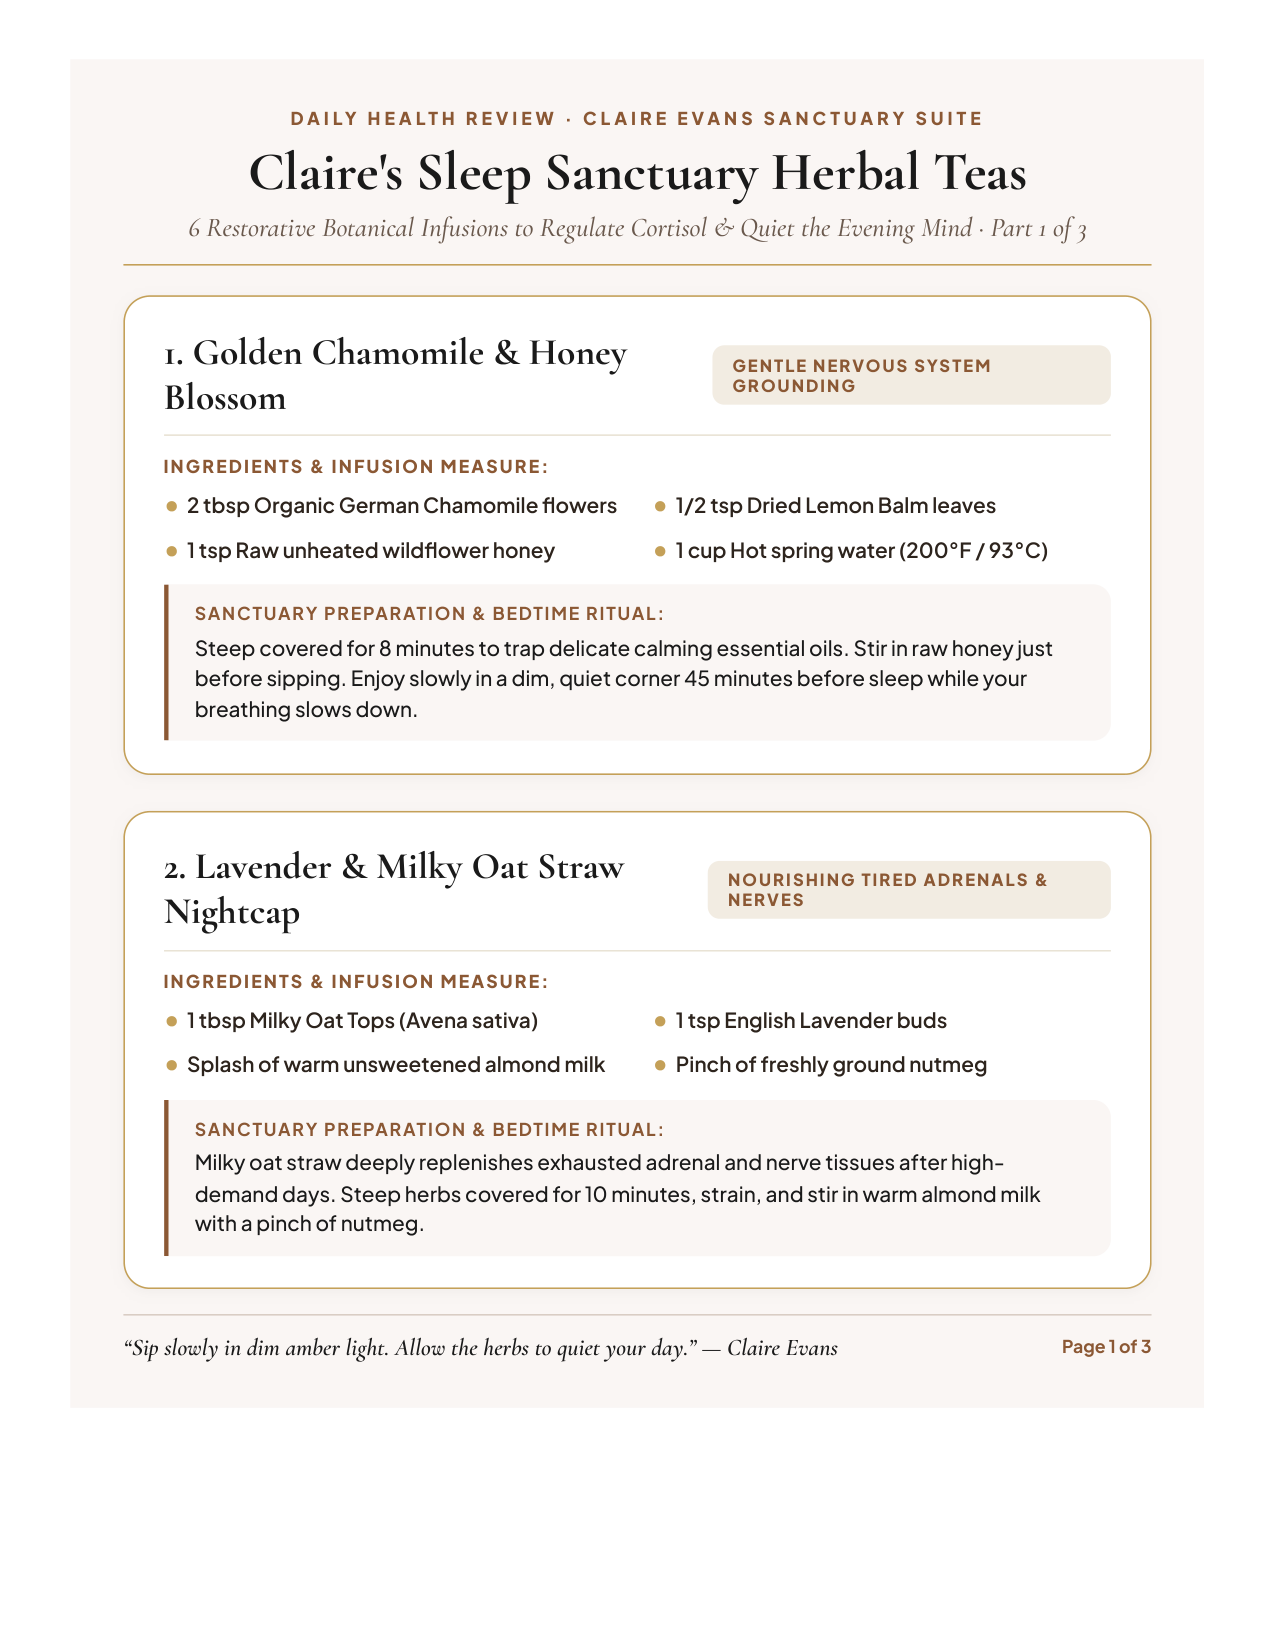 DAILY HEALTH REVIEW · CLAIRE EVANS SANCTUARY SUITE
Claire's Sleep Sanctuary Herbal Teas
6 Restorative Botanical Infusions to Regulate Cortisol & Quiet the Evening Mind · Part 1 of 3
1. Golden Chamomile & Honey
Blossom
GENTLE NERVOUS SYSTEM
GROUNDING
INGREDIENTS & INFUSION MEASURE:
2 tbsp Organic German Chamomile flowers
1/2 tsp Dried Lemon Balm leaves
1 tsp Raw unheated wildflower honey
1 cup Hot spring water (200°F / 93°C)
SANCTUARY PREPARATION & BEDTIME RITUAL:
Steep covered for 8 minutes to trap delicate calming essential oils. Stir in raw honey just
before sipping. Enjoy slowly in a dim, quiet corner 45 minutes before sleep while your
breathing slows down.
2. Lavender & Milky Oat Straw
Nightcap
NOURISHING TIRED ADRENALS &
NERVES
INGREDIENTS & INFUSION MEASURE:
1 tbsp Milky Oat Tops (Avena sativa)
1 tsp English Lavender buds
Splash of warm unsweetened almond milk
Pinch of freshly ground nutmeg
SANCTUARY PREPARATION & BEDTIME RITUAL:
Milky oat straw deeply replenishes exhausted adrenal and nerve tissues after high-
demand days. Steep herbs covered for 10 minutes, strain, and stir in warm almond milk
with a pinch of nutmeg.
“Sip slowly in dim amber light. Allow the herbs to quiet your day.” — Claire Evans
Page 1 of 3